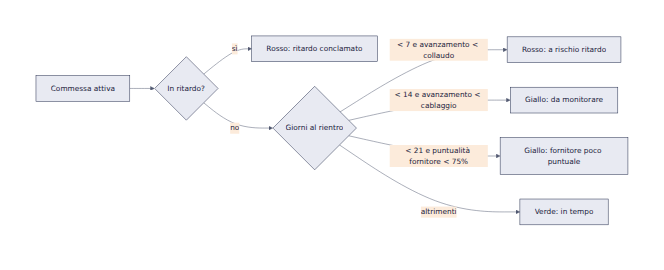 Commessa attiva
In ritardo?
sì
Rosso: ritardo conclamato
no
Giorni al rientro
< 7 e avanzamento <
collaudo
Rosso: a rischio ritardo
< 14 e avanzamento <
cablaggio
Giallo: da monitorare
< 21 e puntualità
fornitore < 75%
Giallo: fornitore poco
puntuale
altrimenti
Verde: in tempo